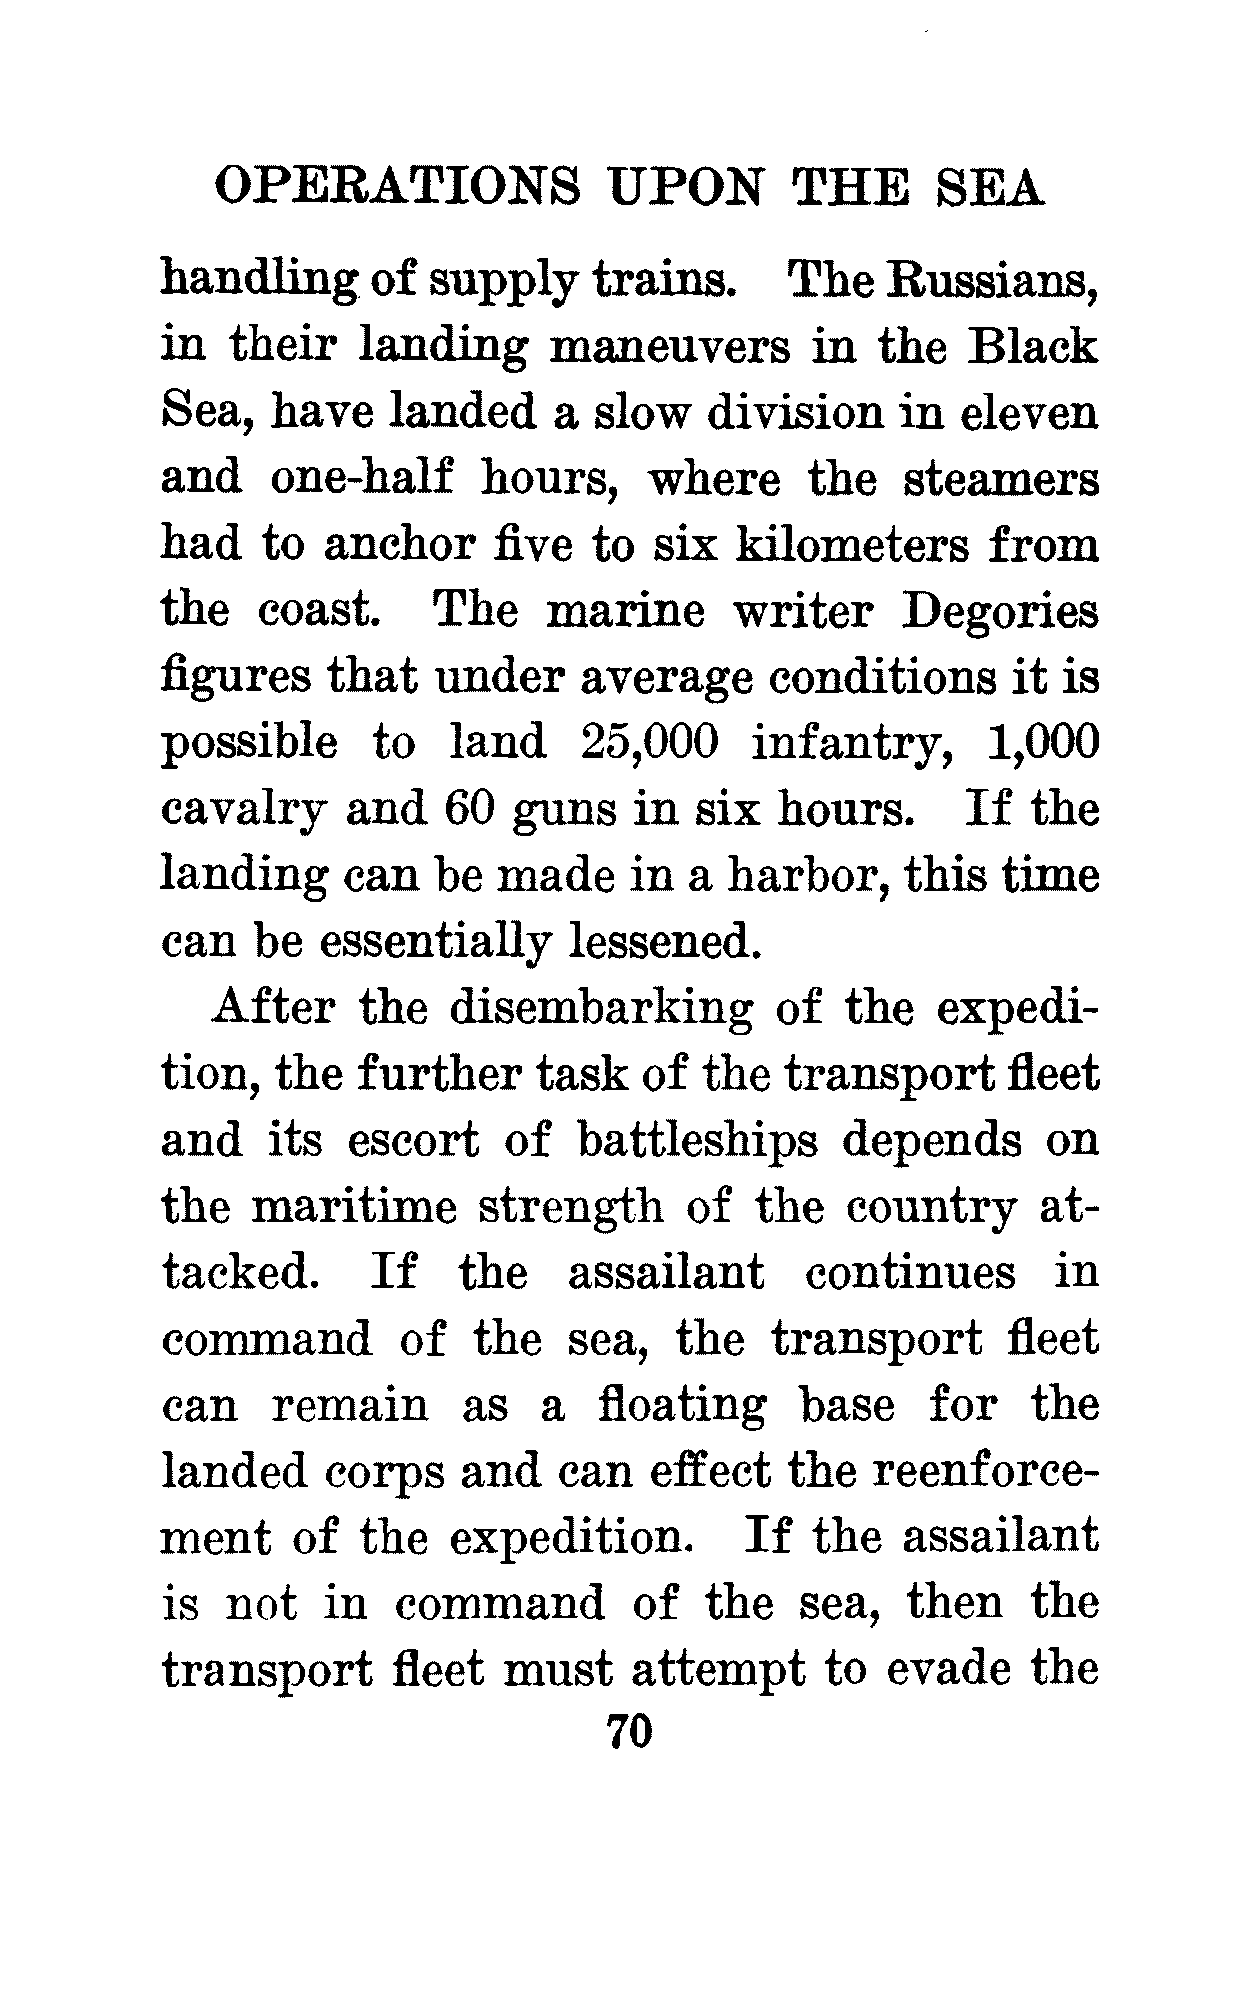 OPERATIONS UPON THE SEA
handling of supply trains. The Russians,
in their landing maneuvers in the Black
Sea, have landed a slow division in eleven
and one-half hours, where the steamers
had to anchor five to six kilometers from
the coast. The marine writer Degories
figures that under average conditions it is
possible to land 25,000 infantry, 1,000
cavalry and 60 guns in six hours. If the
landing can be made in a harbor, this time
can be essentially lessened.
After the disembarking of the expedi-
tion, the further task of the transport fleet
and its escort of battleships depends on
the maritime strength of the country at-
tacked. If the assailant continues in
command of the sea, the transport fleet
can remain as a floating base for the
landed corps and can effect the reenforce-
ment of the expedition. If the assailant
is not in command of the sea, then the
transport fleet must attempt to evade the
70